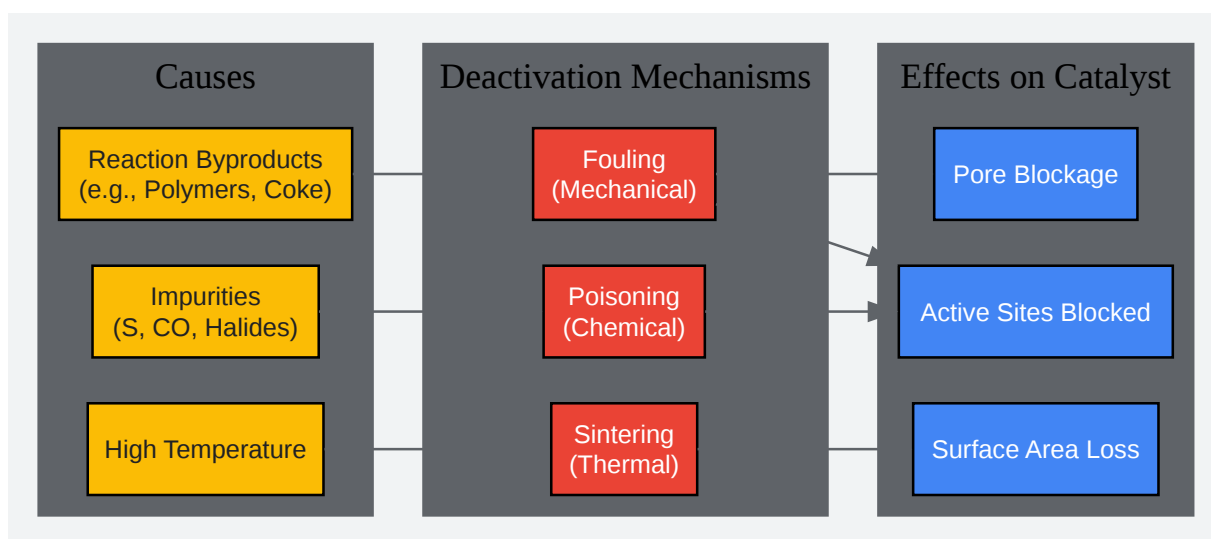 Causes
Reaction Byproducts
(e.g., Polymers, Coke)
Impurities
(S, CO, Halides)
High Temperature
Deactivation Mechanisms
Fouling
(Mechanical)
Poisoning
(Chemical)
Sintering
(Thermal)
Effects on Catalyst
Pore Blockage
Active Sites Blocked
Surface Area Loss